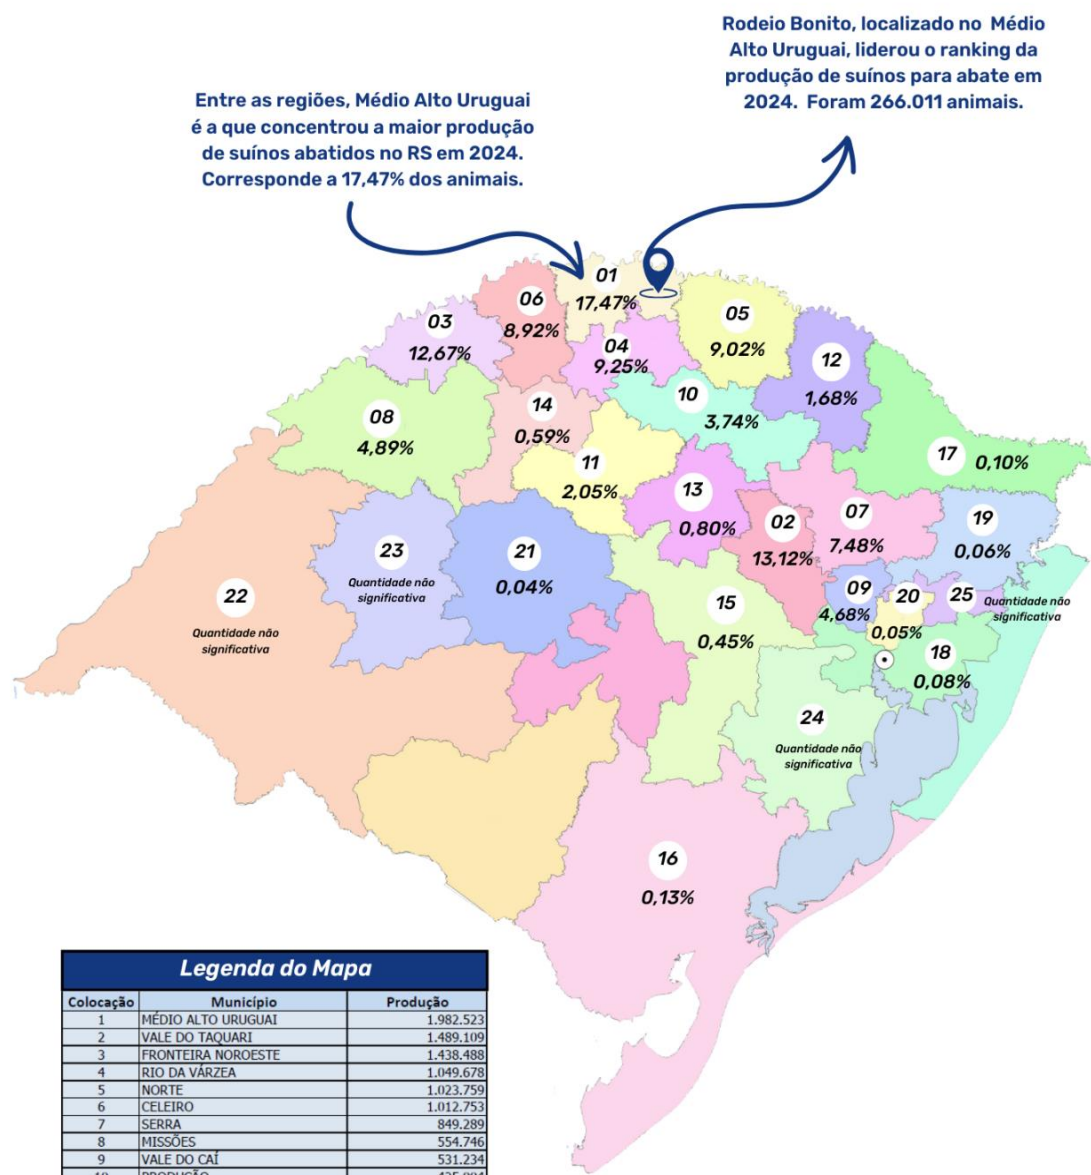 Rodeio Bonito, localizado no Médio
Alto Uruguai, liderou o ranking da
produção de suínos para abate em
2024. Foram 266.011 animais.
Entre as regiões, Médio Alto Uruguai
é a que concentrou a maior produção
de suínos abatidos no RS em 2024.
Corresponde a 17,47% dos animais.
01
17,47%
06
8,92%
05
9,02%
03
12,67%
04
9,25%
12
1,68%
10
3,74%
08
4,89%
14
0,59%
17
0,10%
11
2,05%
13
0,80%
02
13,12%
07
7,48%
19
0,06%
23
Quantidade não
significativa
21
0,04%
22
Quantidade não
significativa
15
0,45%
09
4,68%
20
0,05%
25
Quantidade não
significativa
18
0,08%
24
Quantidade não
significativa
16
0,13%
Legenda do Mapa
Colocação Município Produção
1 MÉDIO ALTO URUGUAI 1.982.523
2 VALE DO TAQUARI 1.489.109
3 FRONTEIRA NOROESTE 1.438.488
4 RIO DA VÁRZEA 1.049.678
5 NORTE 1.023.759
6 CELEIRO 1.012.753
7 SERRA 849.289
8 MISSÕES 554.746
9 VALE DO CAÍ 531.234